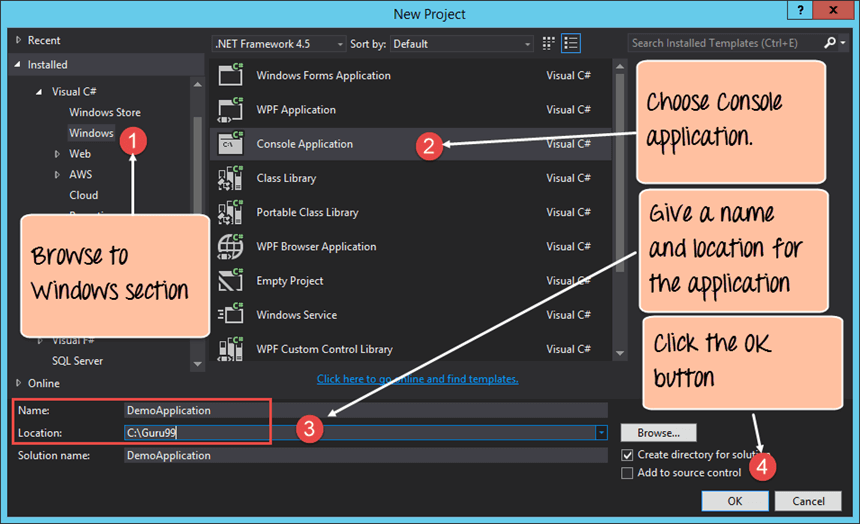 New Project
?
x
Recent
.NET Framework 4.5
Sort by:
Default
Search Installed Templates (Ctrl+E)
Installed
Visual C#
Windows Store
Windows
Web
AWS
Cloud
Visual F#
SQL Server
Online
1
Browse to
Windows section
C#
Windows Forms Application
Visual C#
C#
WPF Application
Visual C#
C#
C:\
Console Application
2
Visual C#
C#
Class Library
Visual C#
C#
Portable Class Library
Visual C#
C#
WPF Browser Application
Visual C#
C#
Empty Project
Visual C#
C#
Windows Service
Visual C#
C#
WPF Custom Control Library
Visual C#
Click here to go online and find templates.
Choose Console
application.
Give a name
and location for
the application
Click the OK
button
Name:
DemoApplication
Location:
C:\Guru99
3
Browse...
Solution name:
DemoApplication
Create directory for solution
4
Add to source control
OK
Cancel